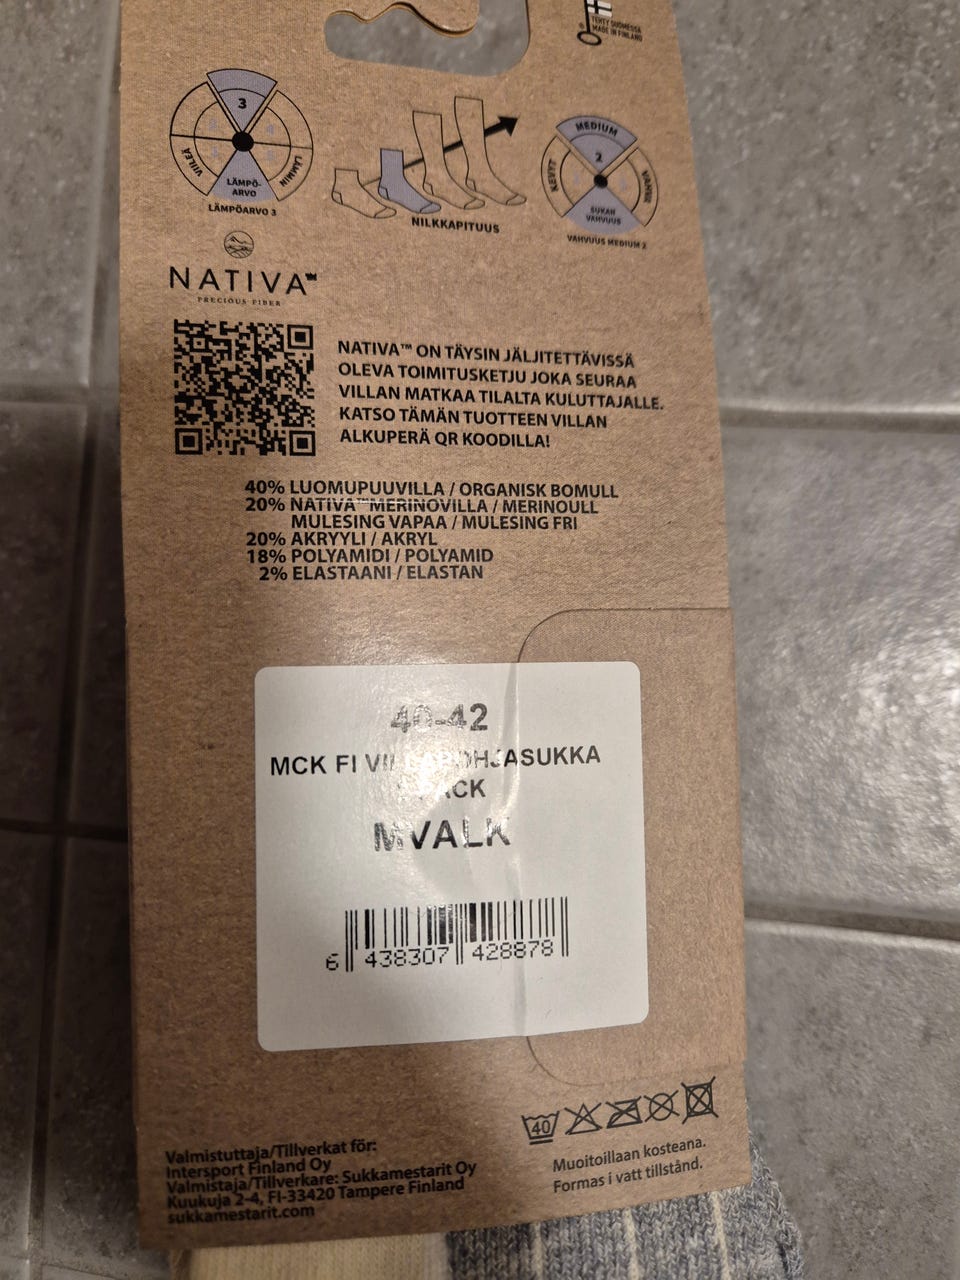 TEHTY SUOMESSA
MADE IN FINLAND
3
VIILEÄ
LÄMMIN
LÄMPÖ-
ARVO
LÄMPÖARVO 3
NILKKAPITUUS
MEDIUM
2
KEVYT
VAHVA
SUKAN
VAHVUUS
VAHVUUS MEDIUM 2
NATIVA™
PRECIOUS FIBER
NATIVA™ ON TÄYSIN JÄLJITETTÄVISSÄ
OLEVA TOIMITUSKETJU JOKA SEURAA
VILLAN MATKAA TILALTA KULUTTAJALLE.
KATSO TÄMÄN TUOTTEEN VILLAN
ALKUPERÄ QR KOODILLA!
40% LUOMUPUUVILLA / ORGANISK BOMULL
20% NATIVA™MERINOVILLA / MERINOULL
MULESING VAPAA / MULESING FRI
20% AKRYYLI / AKRYL
18% POLYAMIDI / POLYAMID
2% ELASTAANI / ELASTAN
40-42
MCK FI
MVALK
6 438307 428878
40
Muotoillaan kosteana.
Formas i vått tillstånd.
Valmistuttaja/Tillverkat för:
Intersport Finland Oy
Valmistaja/Tillverkare: Sukkamestarit Oy
Kuukuja 2-4, FI-33420 Tampere Finland
sukkamestarit.com